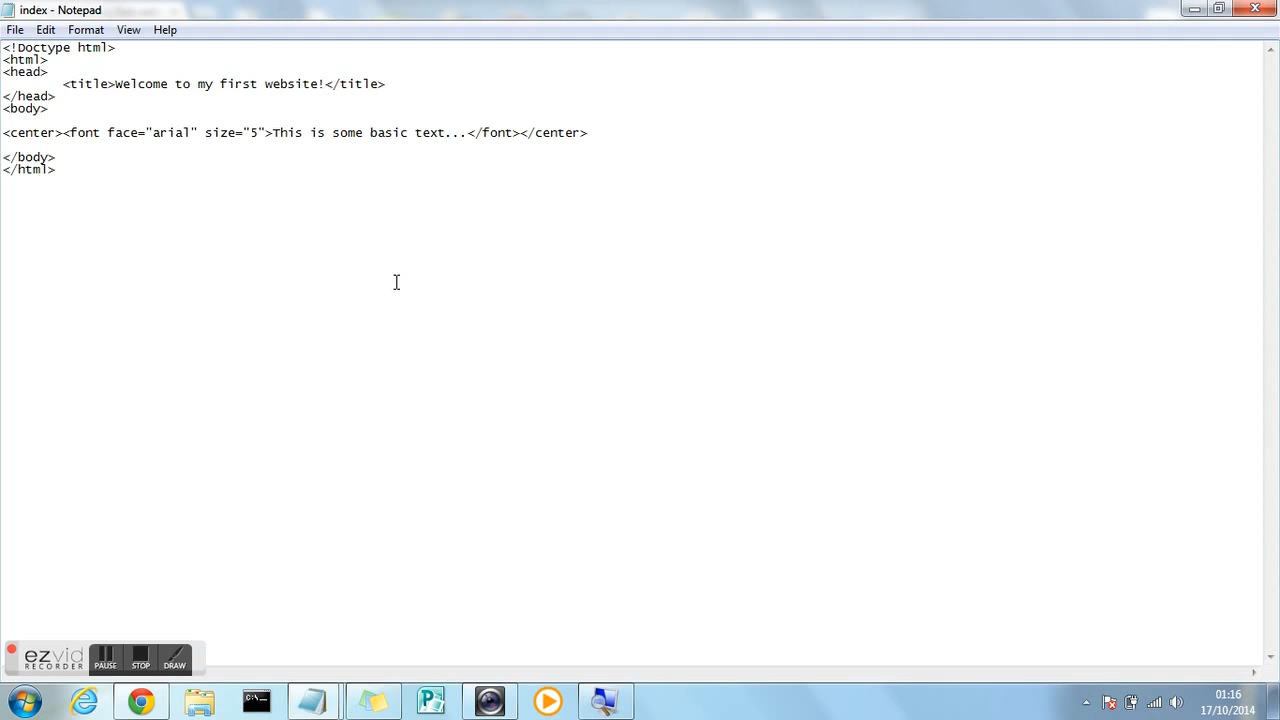 index - Notepad
File Edit Format View Help
<!Doctype html>
<html>
<head>
<title>Welcome to my first website!</title>
</head>
<body>
<center><font face="arial" size="5">This is some basic text...</font></center>
</body>
</html>
ezvid
RECORDER
PAUSE STOP DRAW
01:16
17/10/2014